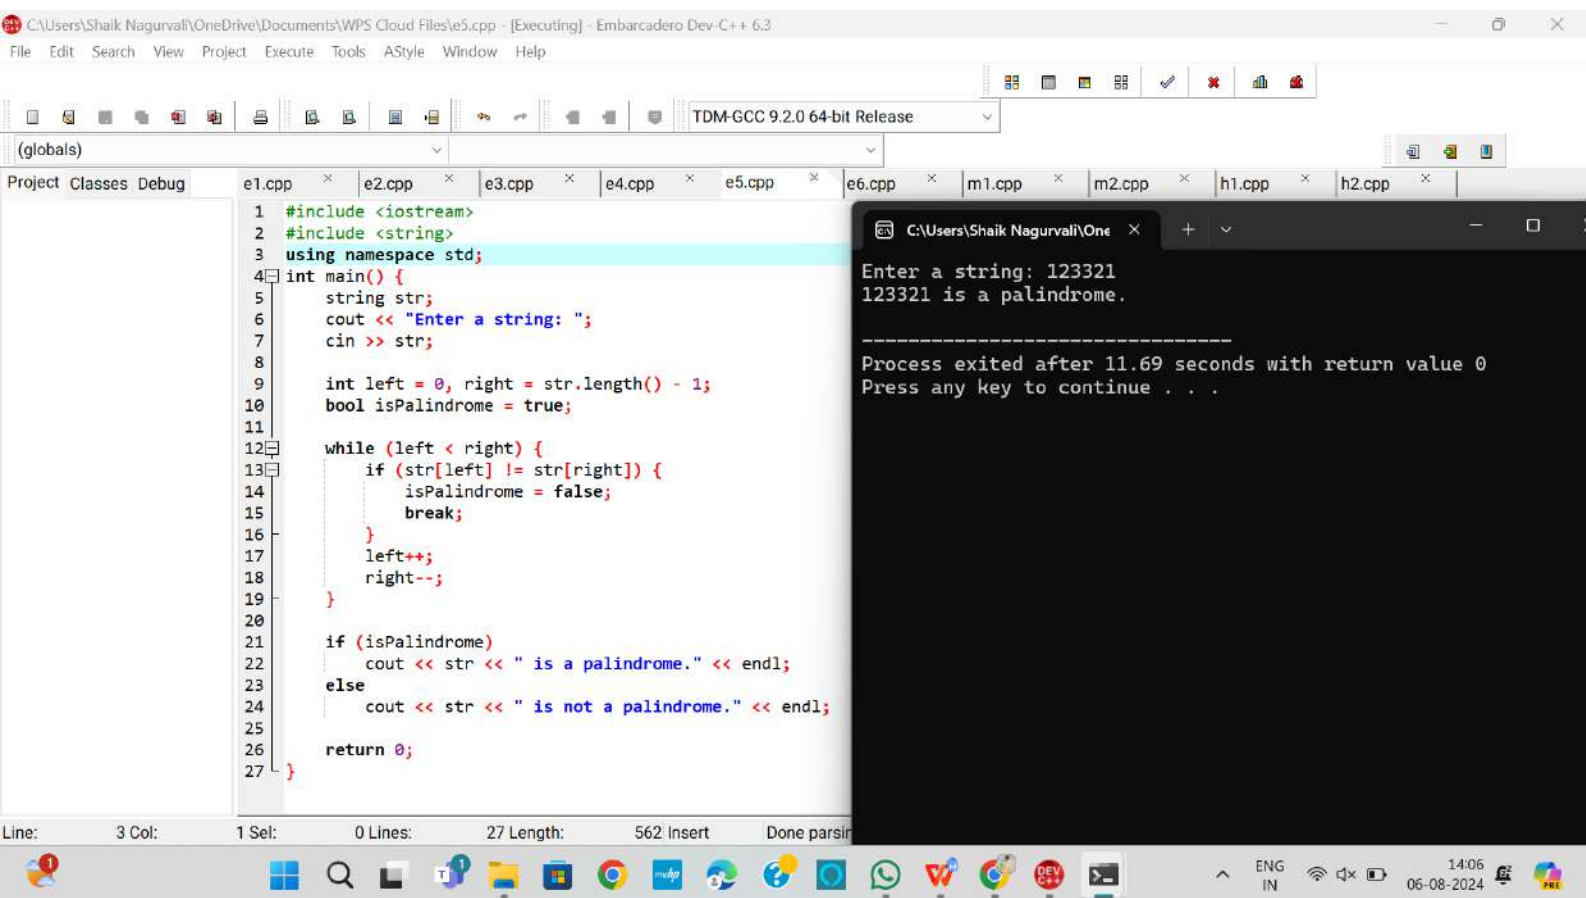 C:\Users\Shaik Nagurvali\OneDrive\Documents\WPS Cloud Files\e5.cpp - [Executing] - Embarcadero Dev-C++ 6.3
File Edit Search View Project Execute Tools AStyle Window Help
TDM-GCC 9.2.0 64-bit Release
(globals)
Project Classes Debug e1.cpp e2.cpp e3.cpp e4.cpp e5.cpp e6.cpp m1.cpp m2.cpp h1.cpp h2.cpp
1 #include <iostream>
2 #include <string>
3 using namespace std;
4 int main() {
5 string str;
6 cout << "Enter a string: ";
7 cin >> str;
8
9 int left = 0, right = str.length() - 1;
10 bool isPalindrome = true;
11
12 while (left < right) {
13 if (str[left] != str[right]) {
14 isPalindrome = false;
15 break;
16 }
17 left++;
18 right--;
19 }
20
21 if (isPalindrome)
22 cout << str << " is a palindrome." << endl;
23 else
24 cout << str << " is not a palindrome." << endl;
25
26 return 0;
27 }
C:\Users\Shaik Nagurvali\One
Enter a string: 123321
123321 is a palindrome.
--------------------------------
Process exited after 11.69 seconds with return value 0
Press any key to continue . . .
Line: 3 Col: 1 Sel: 0 Lines: 27 Length: 562 Insert Done parsin
1
1
DEV C++
ENG
IN
14:06
06-08-2024
PRE